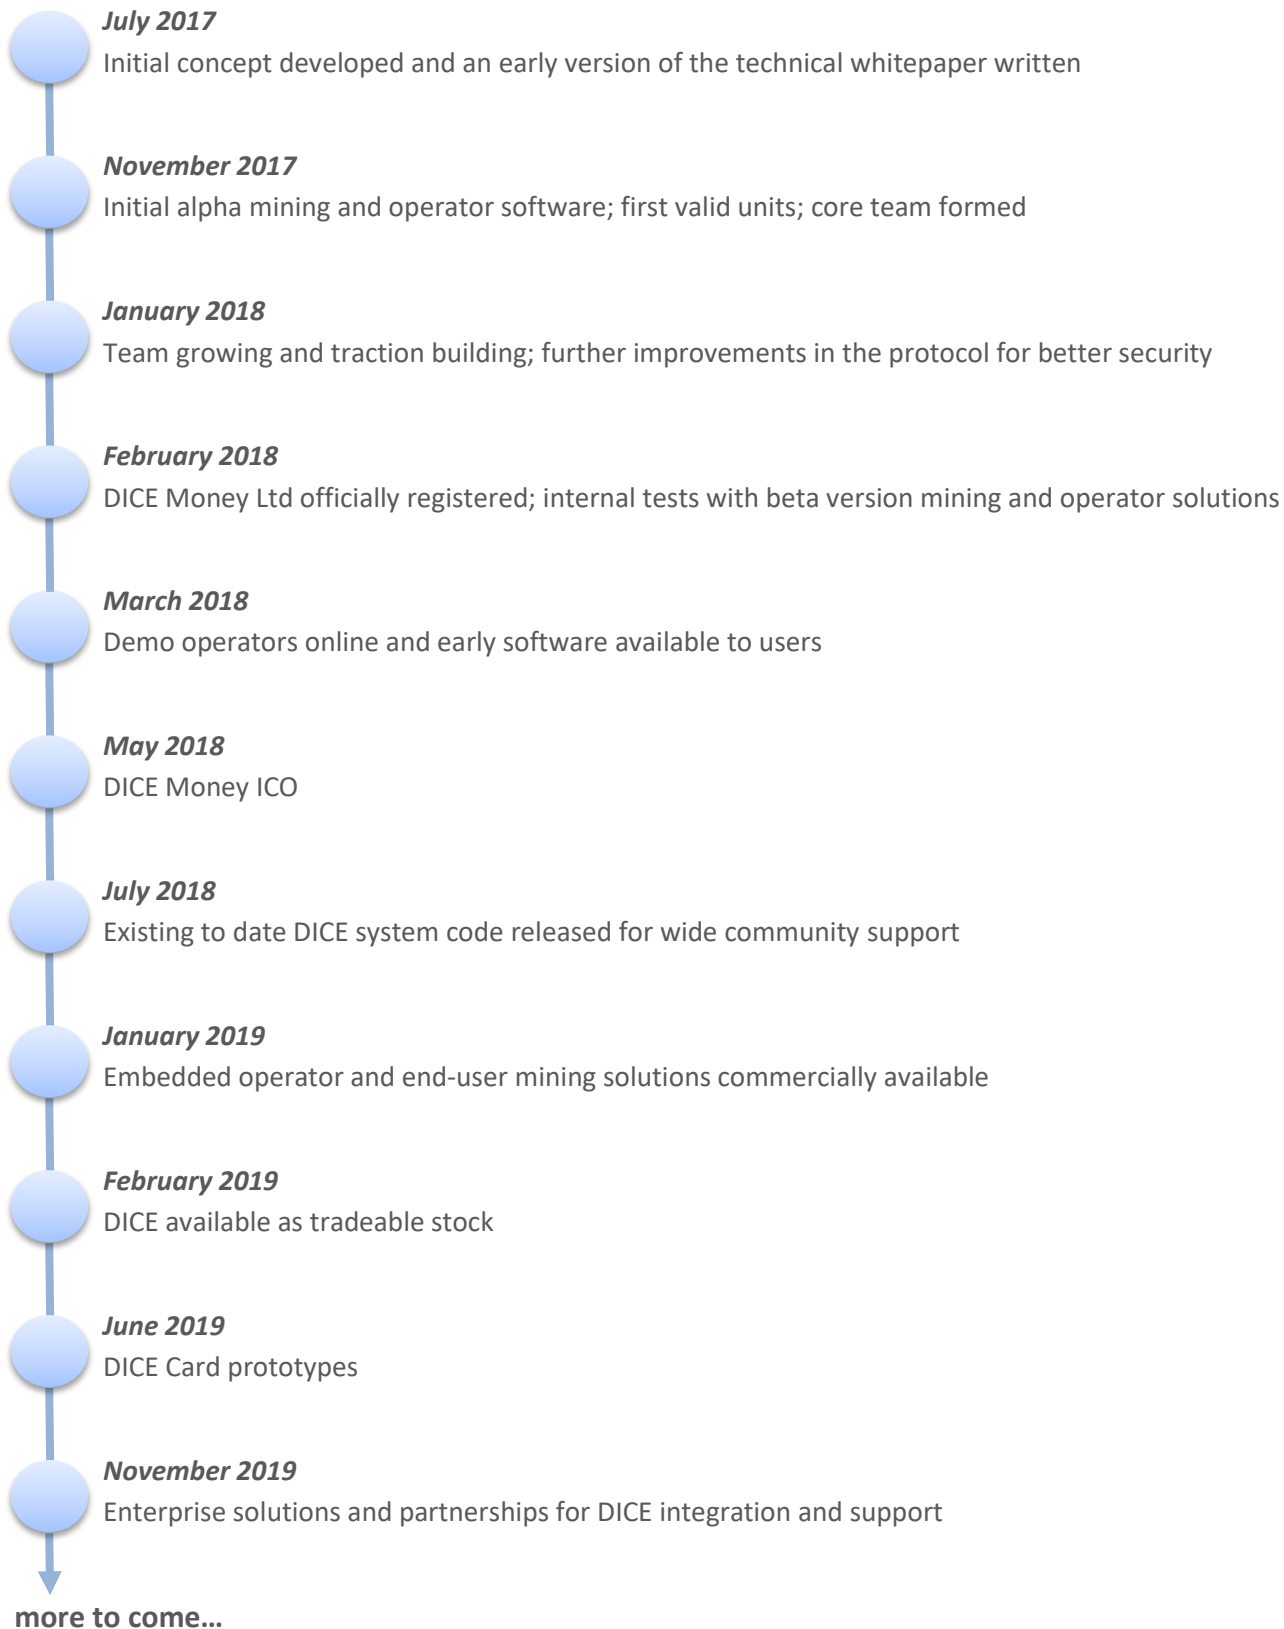 July 2017
Initial concept developed and an early version of the technical whitepaper written
November 2017
Initial alpha mining and operator software; first valid units; core team formed
January 2018
Team growing and traction building; further improvements in the protocol for better security
February 2018
DICE Money Ltd officially registered; internal tests with beta version mining and operator solutions
March 2018
Demo operators online and early software available to users
May 2018
DICE Money ICO
July 2018
Existing to date DICE system code released for wide community support
January 2019
Embedded operator and end-user mining solutions commercially available
February 2019
DICE available as tradeable stock
June 2019
DICE Card prototypes
November 2019
Enterprise solutions and partnerships for DICE integration and support
more to come…